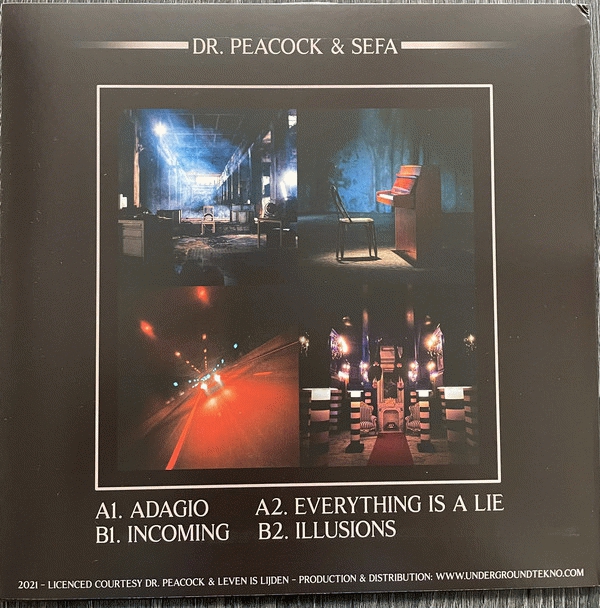 DR. PEACOCK & SEFA
A1. ADAGIO A2. EVERYTHING IS A LIE
B1. INCOMING B2. ILLUSIONS
2021 - LICENCED COURTESY DR. PEACOCK & LEVEN IS LIJDEN - PRODUCTION & DISTRIBUTION: WWW.UNDERGROUNDTEKNO.COM